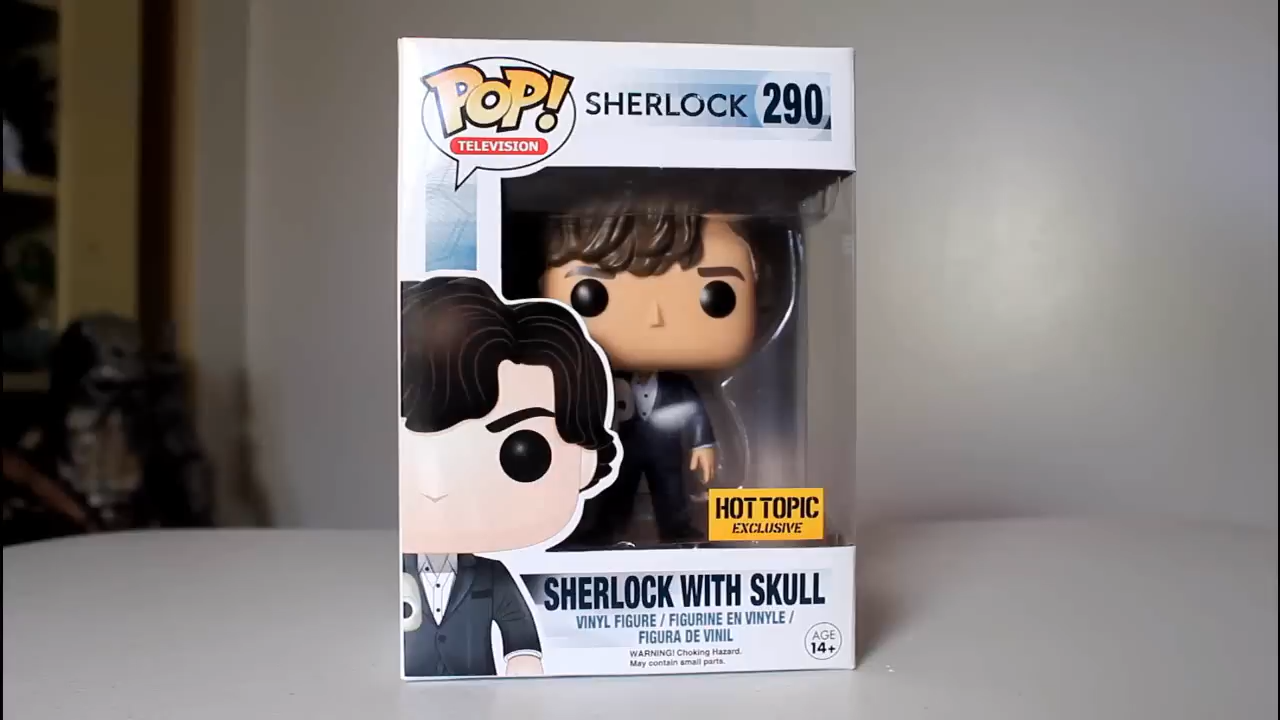 POP! SHERLOCK 290
TELEVISION
HOT TOPIC
EXCLUSIVE
SHERLOCK WITH SKULL
VINYL FIGURE / FIGURINE EN VINYLE /
FIGURA DE VINIL
WARNING! Choking Hazard.
May contain small parts.
AGE
14+